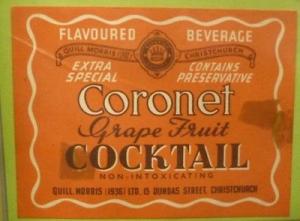 FLAVOURED BEVERAGE
QUILL MORRIS (1936) LTD CHRISTCHURCH
EXTRA SPECIAL
CONTAINS PRESERVATIVE
Coronet
Grape Fruit
COCKTAIL
NON-INTOXICATING
QUILL MORRIS (1936) LTD. 15 DUNDAS STREET, CHRISTCHURCH